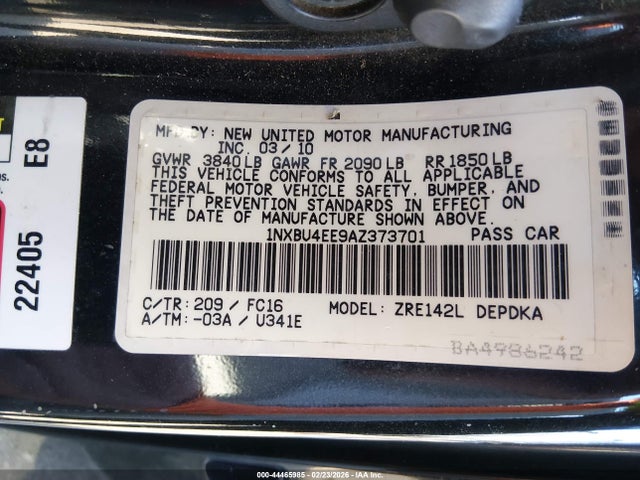 MFD. BY: NEW UNITED MOTOR MANUFACTURING
INC. 03/10
GVWR 3840LB GAWR FR 2090LB RR1850LB
THIS VEHICLE CONFORMS TO ALL APPLICABLE
FEDERAL MOTOR VEHICLE SAFETY, BUMPER, AND
THEFT PREVENTION STANDARDS IN EFFECT ON
THE DATE OF MANUFACTURE SHOWN ABOVE.
1NXBU4EE9AZ373701 PASS CAR
C/TR: 209 / FC16 MODEL: ZRE142L DEPDKA
A/TM: -03A / U341E
BA4986242
22405 E8
000-44465985 - 02/23/2026 - IAA Inc.